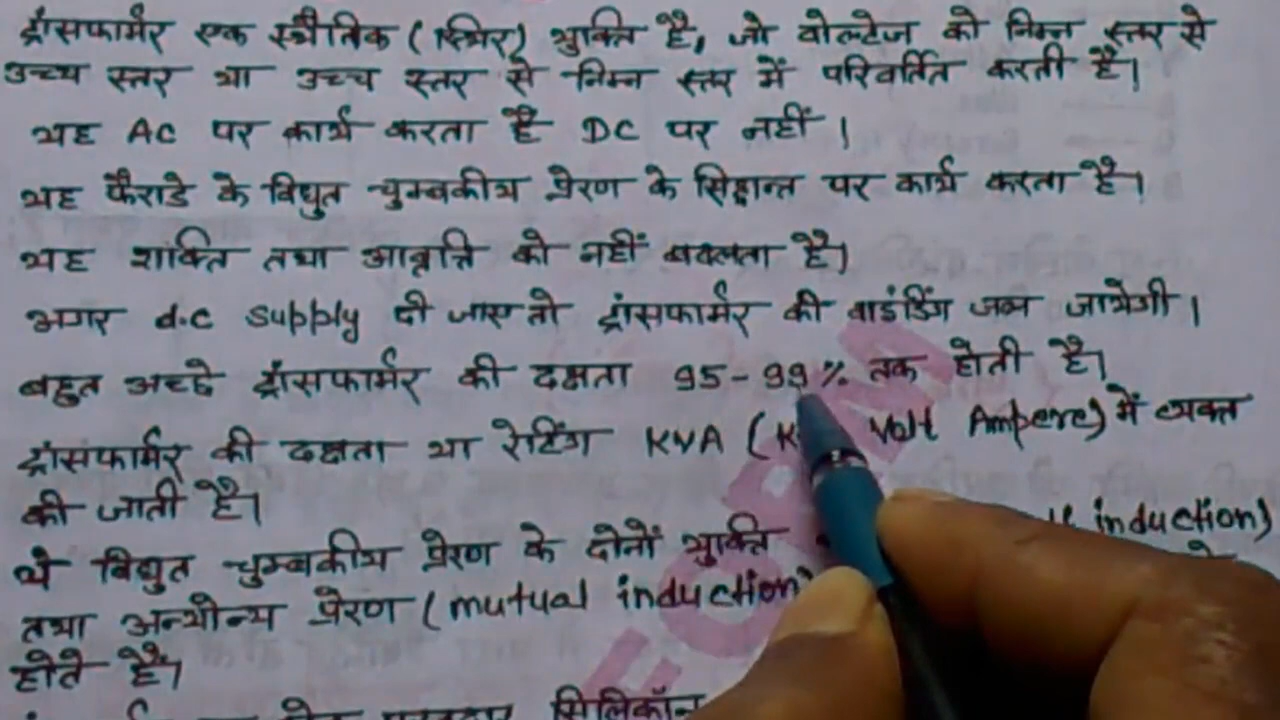 ट्रांसफार्मर एक स्थैतिक (स्थिर) युक्ति है, जो वोल्टेज को निम्न स्तर से
उच्च स्तर या उच्च स्तर से निम्न स्तर में परिवर्तित करती है।
यह AC पर कार्य करता है DC पर नहीं।
यह फैराडे के विद्युत चुम्बकीय प्रेरण के सिद्धान्त पर कार्य करता है।
यह शक्ति तथा आवृत्ति को नहीं बदलता है।
अगर d.c supply दी जाए तो ट्रांसफार्मर की वाइंडिंग जल जायेगी।
बहुत अच्छे ट्रांसफार्मर की दक्षता 95-99% तक होती है।
ट्रांसफार्मर की दक्षता या रेटिंग KVA ( Volt Ampere) में व्यक्त
की जाती है।
ये विद्युत चुम्बकीय प्रेरण के दोनों युक्ति induction)
तथा अन्योन्य प्रेरण (mutual induction)
होते है।
सिलिकॉन